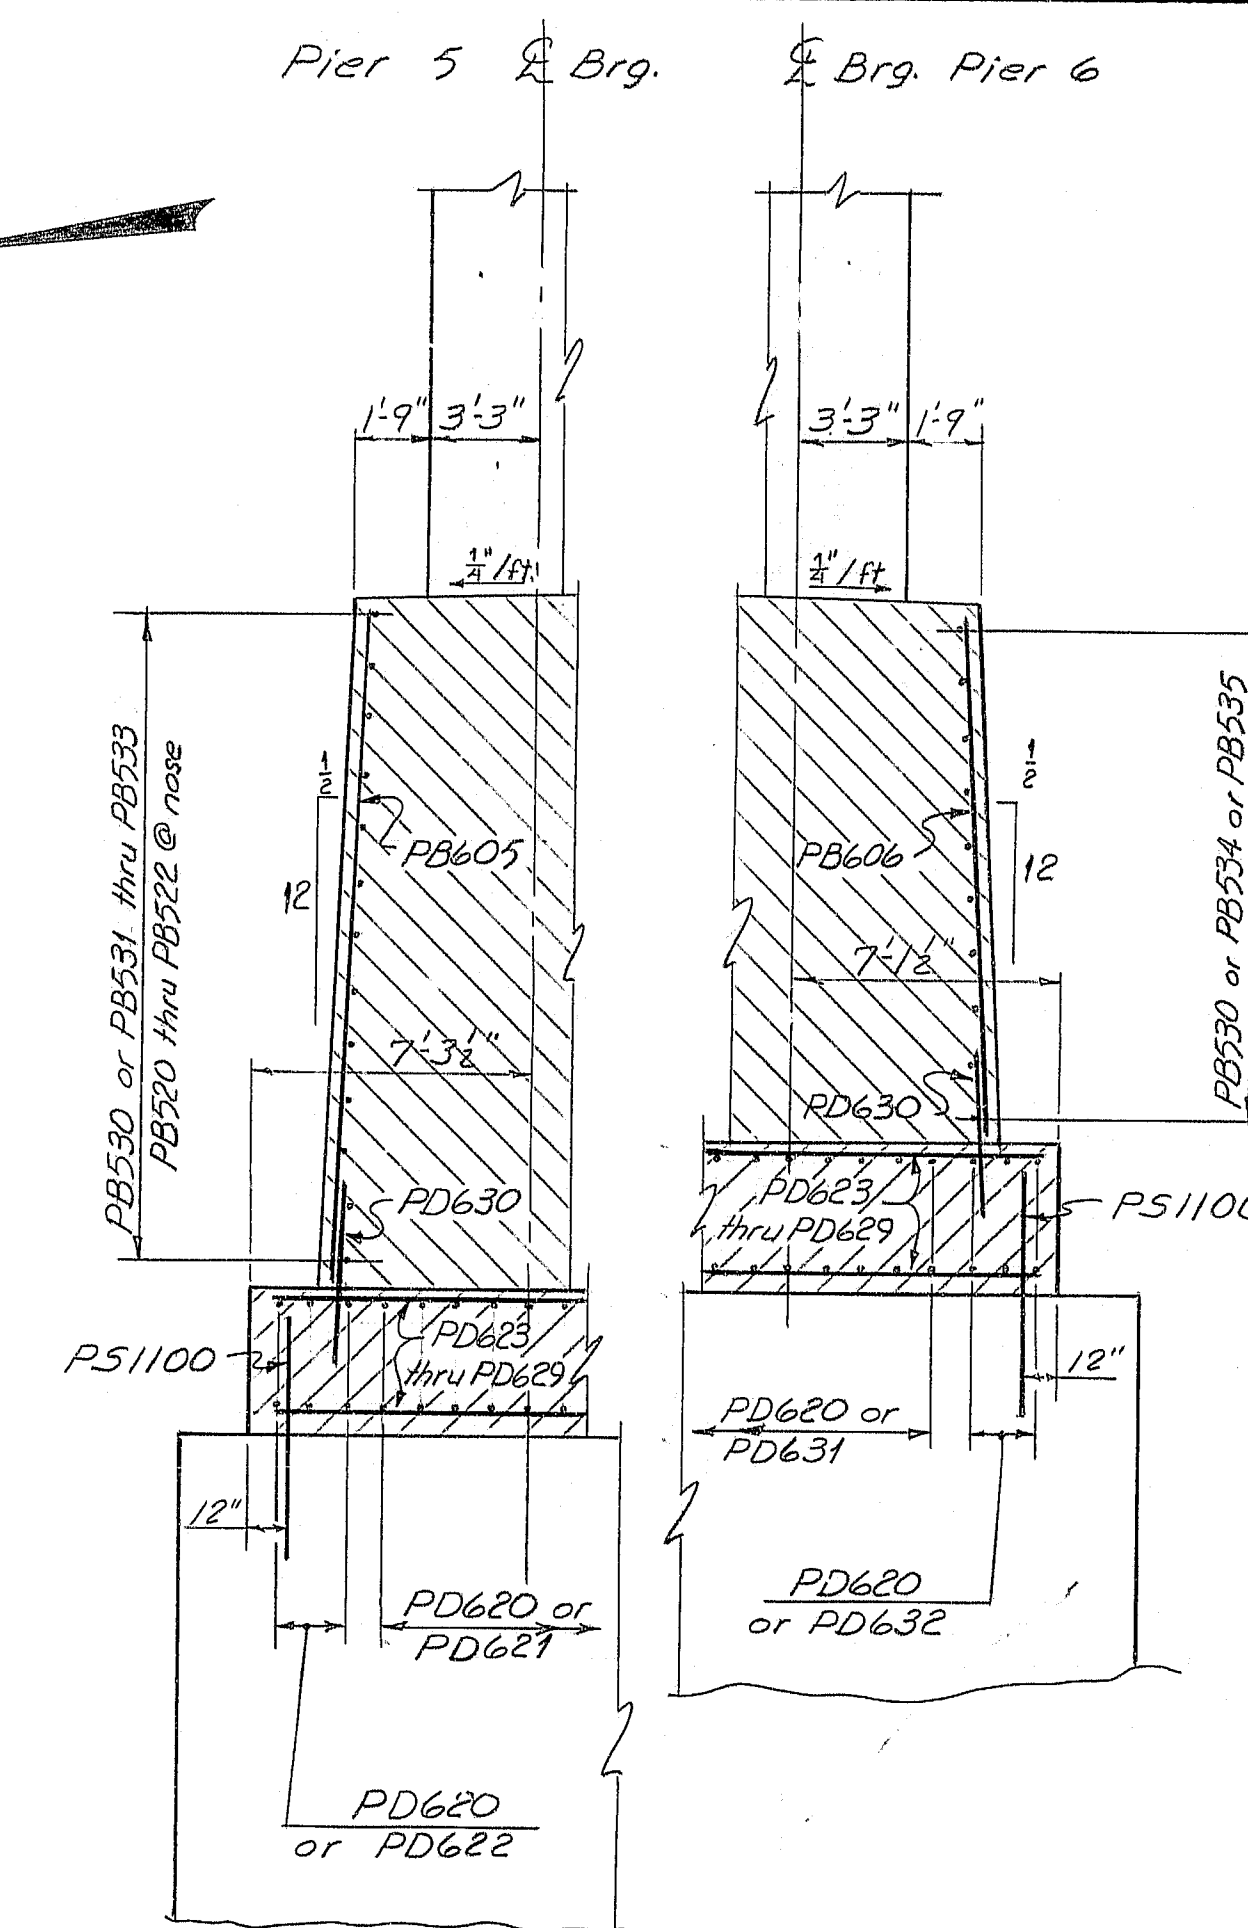 Pier 5 ℄ Brg.
℄ Brg. Pier 6
1'-9" 3'-3"
3'-3" 1'-9"
1/4"/ft.
1/4"/ft
PB530 or PB531 thru PB533
PB520 thru PB522 @ nose
1/2
12
PB605
PB606
1/2
12
PB530 or PB534 or PB535
7'-1 1/2"
7'-3 1/2"
PD630
PD630
PD623
thru PD629
PS1100
PS1100
PD623
thru PD629
12"
PD620 or
PD631
12"
PD620 or
PD621
PD620
or PD632
PD620
or PD622